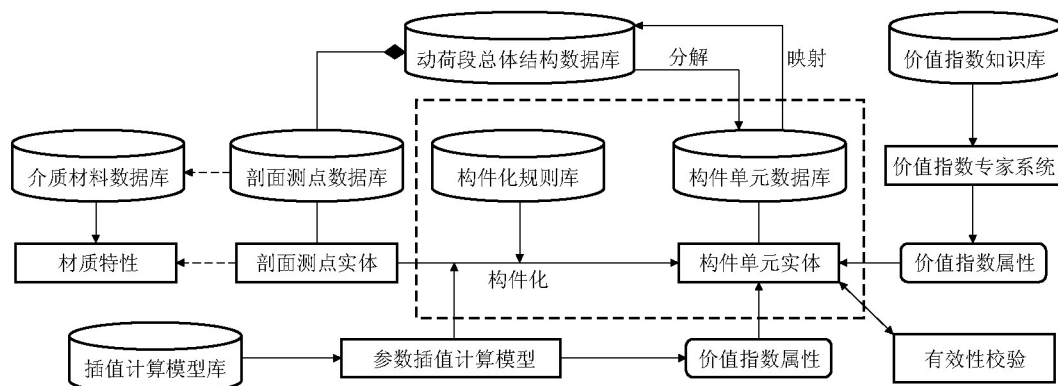 动荷段总体结构数据库
分解
映射
价值指数知识库
介质材料数据库
剖面测点数据库
构件化规则库
构件单元数据库
价值指数专家系统
材质特性
剖面测点实体
构件化
构件单元实体
价值指数属性
插值计算模型库
参数插值计算模型
价值指数属性
有效性校验